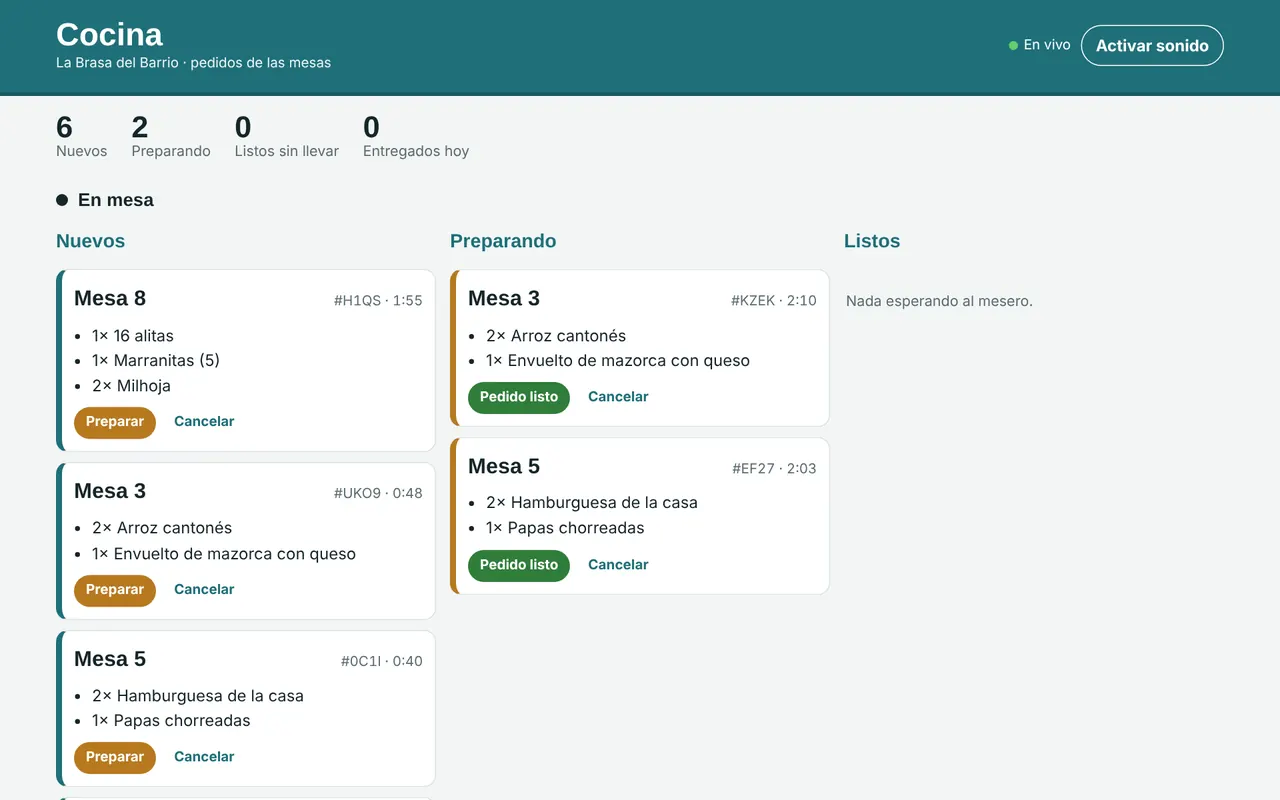 Cocina
La Brasa del Barrio · pedidos de las mesas
En vivo
Activar sonido
6
Nuevos
2
Preparando
0
Listos sin llevar
0
Entregados hoy
En mesa
Nuevos
Mesa 8
#H1QS · 1:55
1× 16 alitas
1× Marranitas (5)
2× Milhoja
Preparar
Cancelar
Mesa 3
#UKO9 · 0:48
2× Arroz cantonés
1× Envuelto de mazorca con queso
Preparar
Cancelar
Mesa 5
#0C1I · 0:40
2× Hamburguesa de la casa
1× Papas chorreadas
Preparar
Cancelar
Preparando
Mesa 3
#KZEK · 2:10
2× Arroz cantonés
1× Envuelto de mazorca con queso
Pedido listo
Cancelar
Mesa 5
#EF27 · 2:03
2× Hamburguesa de la casa
1× Papas chorreadas
Pedido listo
Cancelar
Listos
Nada esperando al mesero.